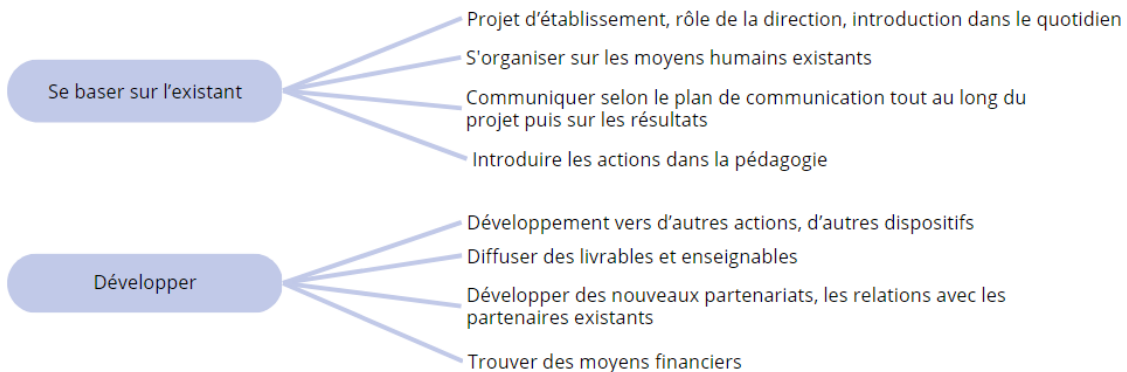 Projet d’établissement, rôle de la direction, introduction dans le quotidien
S'organiser sur les moyens humains existants
Se baser sur l’existant
Communiquer selon le plan de communication tout au long du
projet puis sur les résultats
Introduire les actions dans la pédagogie
Développement vers d’autres actions, d’autres dispositifs
Diffuser des livrables et enseignables
Développer
Développer des nouveaux partenariats, les relations avec les
partenaires existants
Trouver des moyens financiers